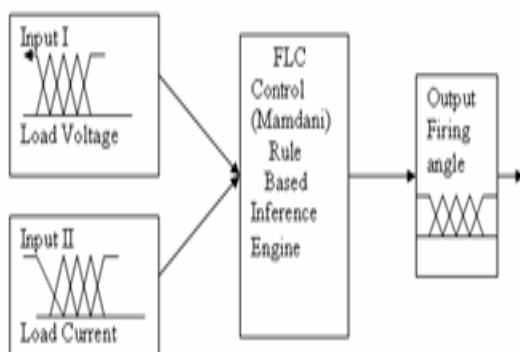 Input I
Load Voltage
Input II
Load Current
FLC
Control
(Mamdani)
Rule
Based
Inference
Engine
Output
Firing
angle